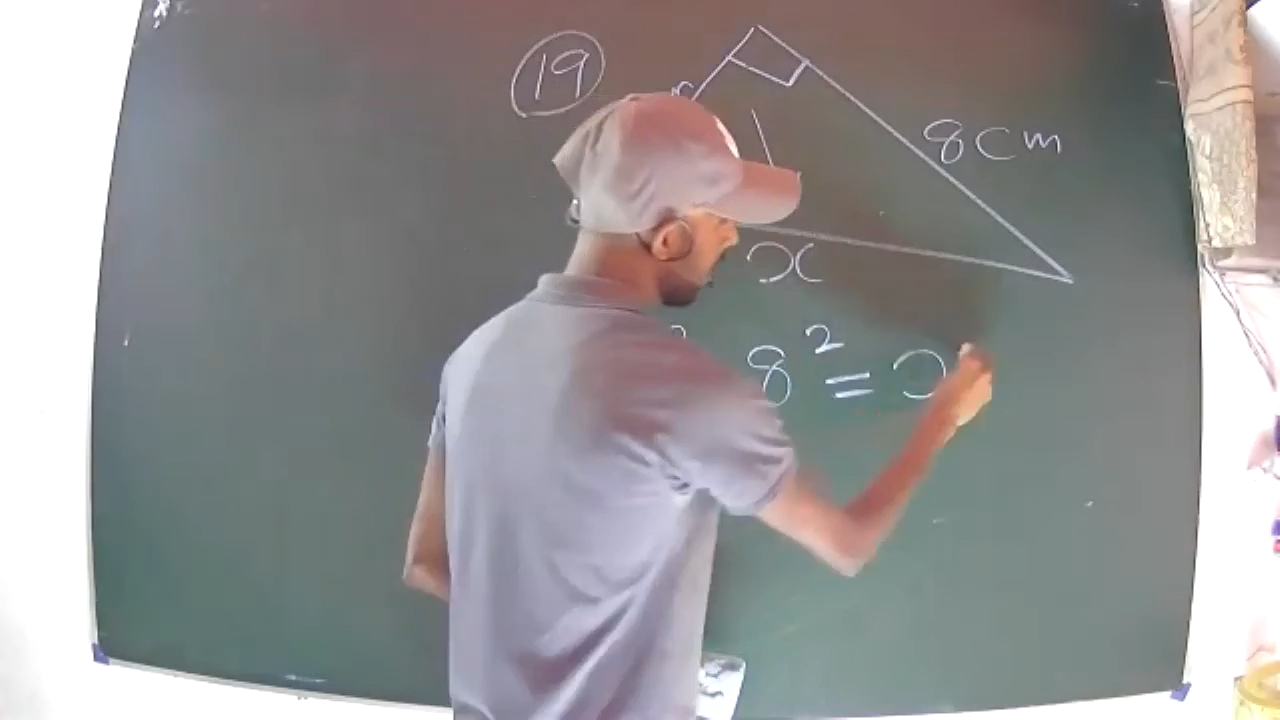 19
8cm
x
8² =